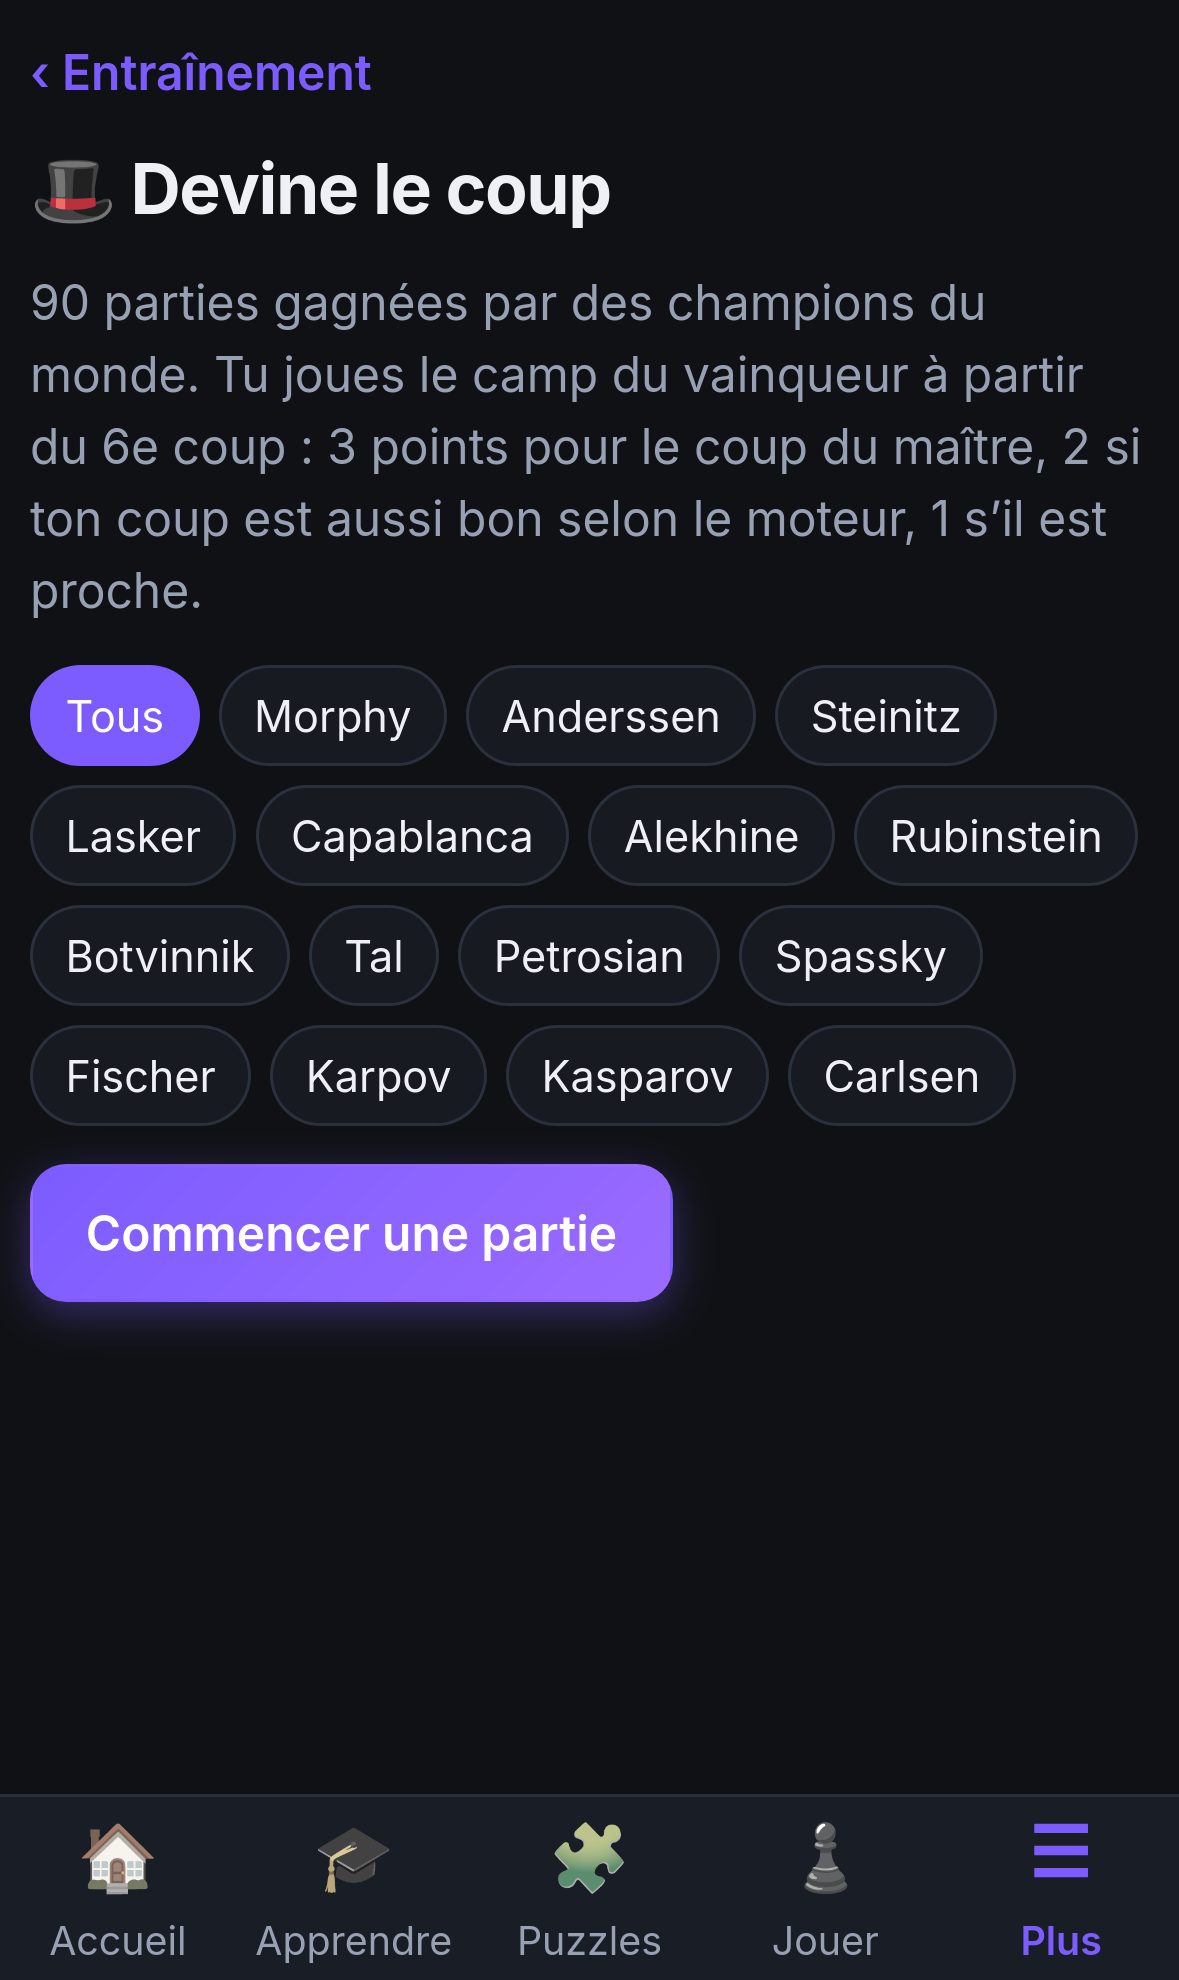 ‹ Entraînement
Devine le coup
90 parties gagnées par des champions du
monde. Tu joues le camp du vainqueur à partir
du 6e coup : 3 points pour le coup du maître, 2 si
ton coup est aussi bon selon le moteur, 1 s’il est
proche.
Tous Morphy Anderssen Steinitz
Lasker Capablanca Alekhine Rubinstein
Botvinnik Tal Petrosian Spassky
Fischer Karpov Kasparov Carlsen
Commencer une partie
Accueil Apprendre Puzzles Jouer Plus